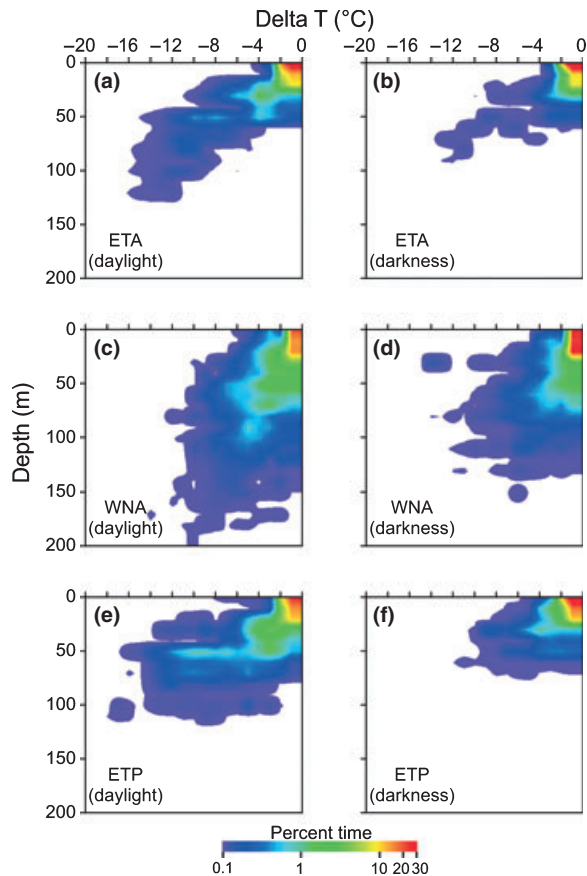 Delta T (°C)
−20 −16 −12 −8 −4 0 −20 −16 −12 −8 −4 0
0
50
100
150
200
(a)
ETA
(daylight)
(b)
ETA
(darkness)
Depth (m)
0
50
100
150
200
(c)
WNA
(daylight)
(d)
WNA
(darkness)
0
50
100
150
200
(e)
ETP
(daylight)
(f)
ETP
(darkness)
Percent time
0.1 1 10 20 30